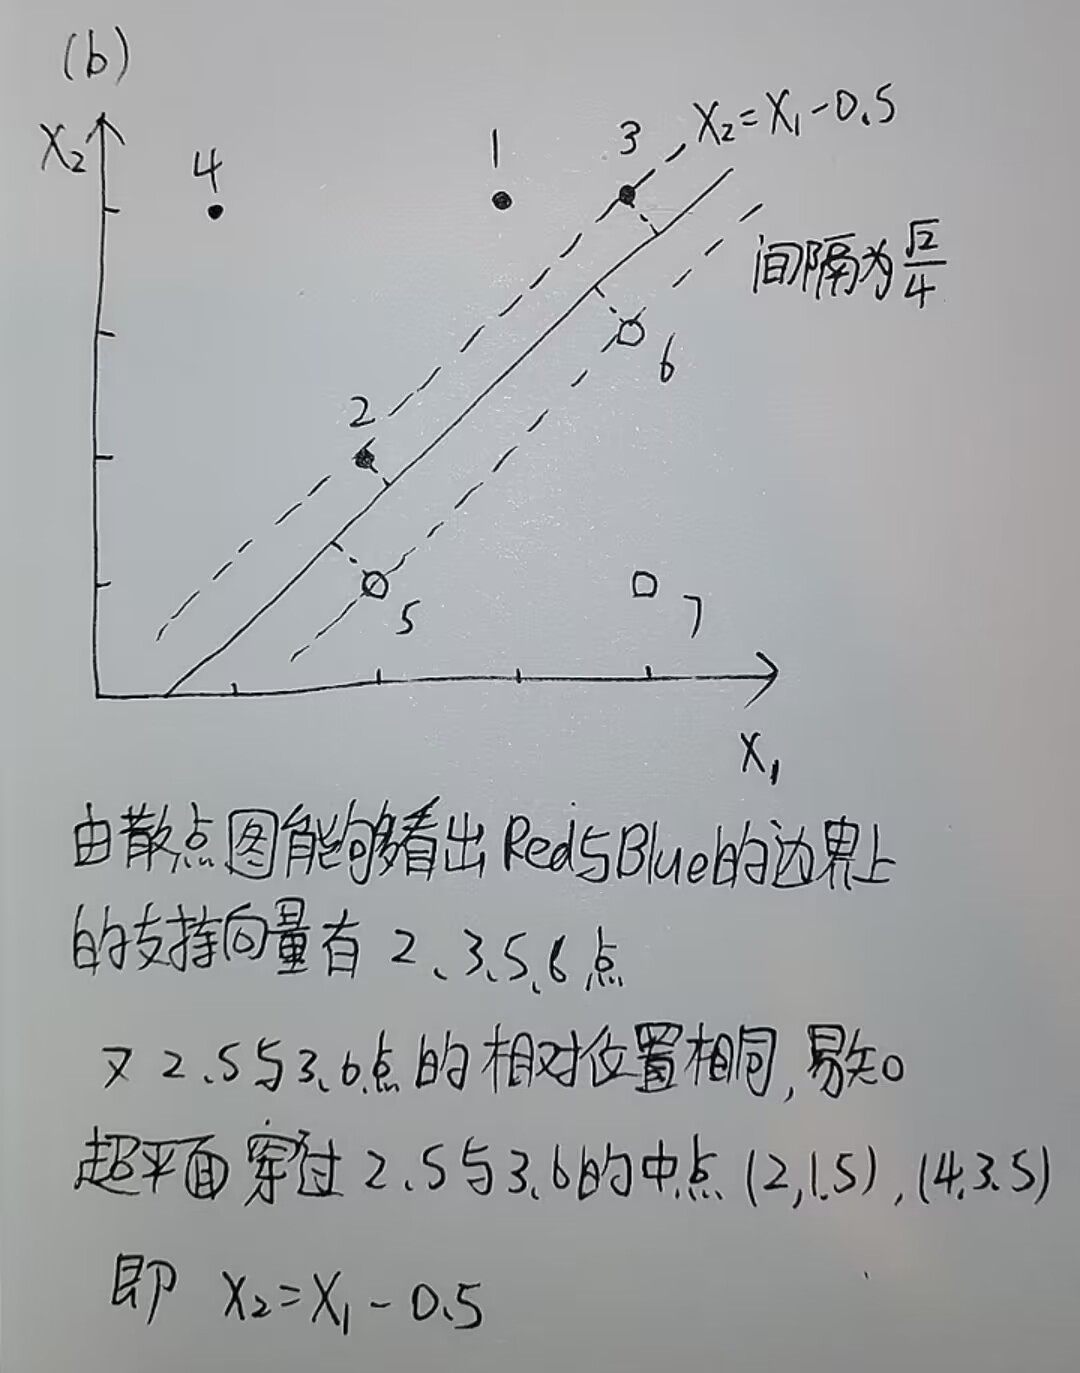 (b)
X₂
4
1
3
X₂=X₁-0.5
间隔为√2/4
2
6
5
7
X₁
由散点图能够看出Red与Blue的边界上
的支持向量有 2、3、5、6点
又 2、5与3、6点的相对位置相同,易知
超平面穿过2、5与3、6的中点(2,1.5),(4,3.5)
即 X₂=X₁-0.5